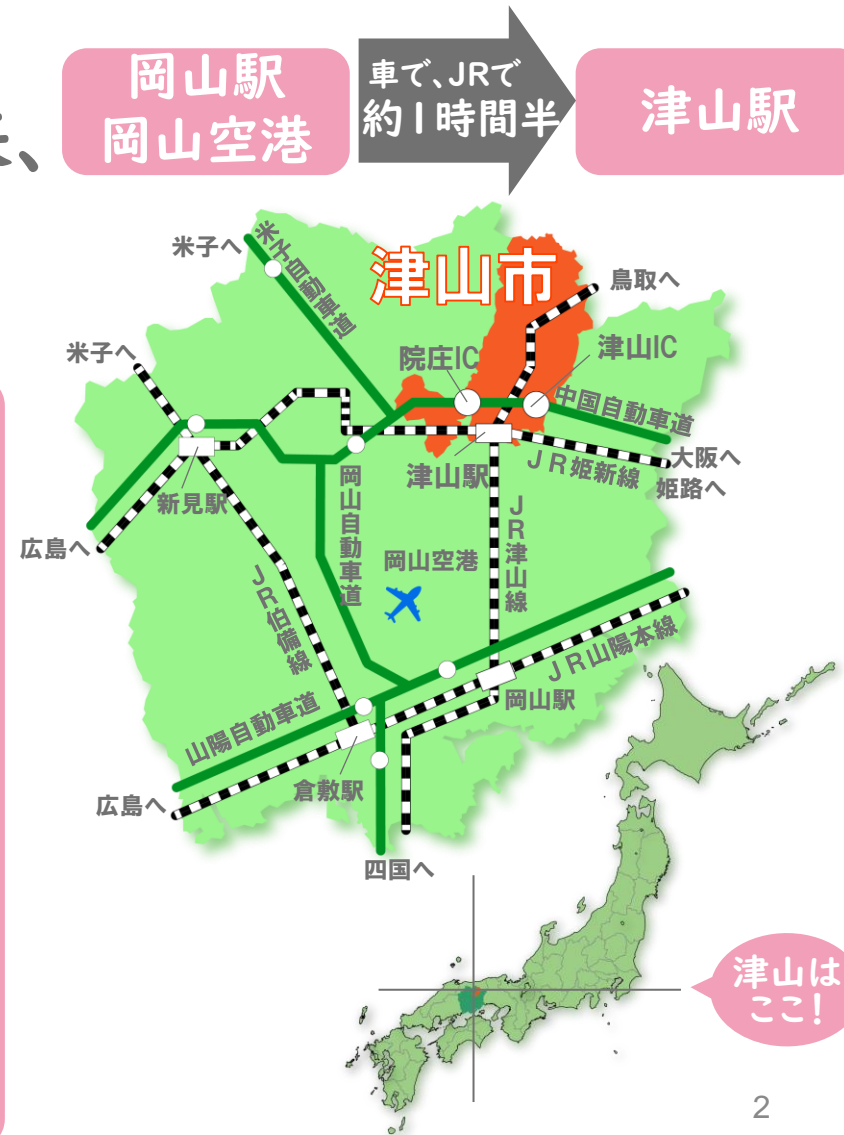 岡山駅
岡山空港
車で、JRで
約1時間半
津山駅
は、
米子へ
米子自動車道
津山市
鳥取へ
米子へ
院庄IC
津山IC
中国自動車道
津山駅
JR姫新線
大阪へ
姫路へ
新見駅
岡山自動車道
JR津山線
広島へ
岡山空港
JR伯備線
JR山陽本線
岡山駅
山陽自動車道
倉敷駅
広島へ
四国へ
津山は
ここ！
2